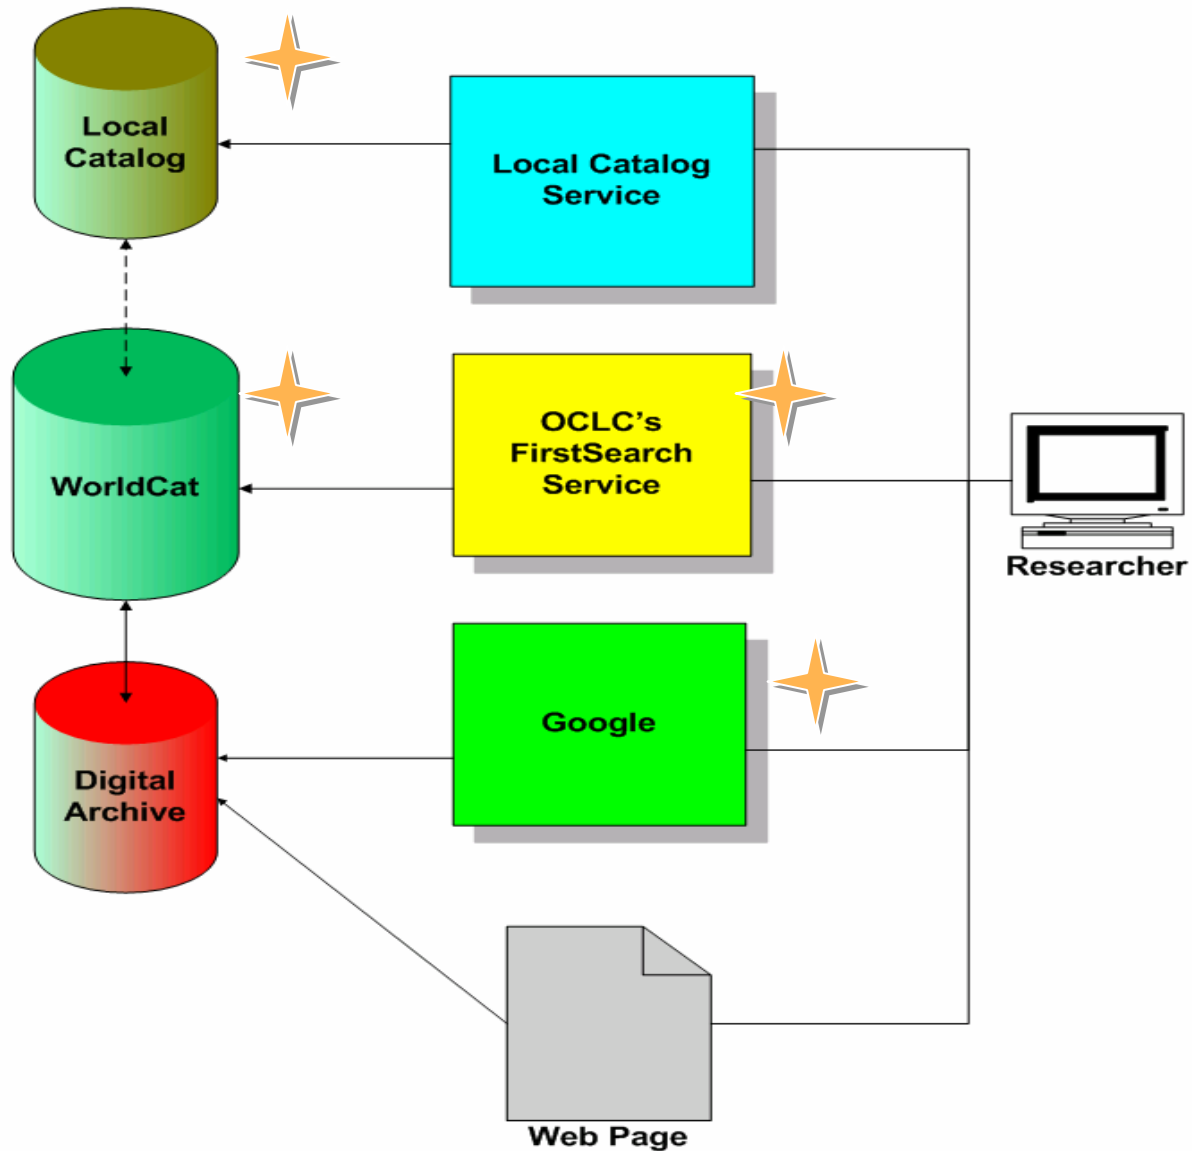 Local
Catalog
Local Catalog
Service
WorldCat
OCLC’s
FirstSearch
Service
Researcher
Google
Digital
Archive
Web Page